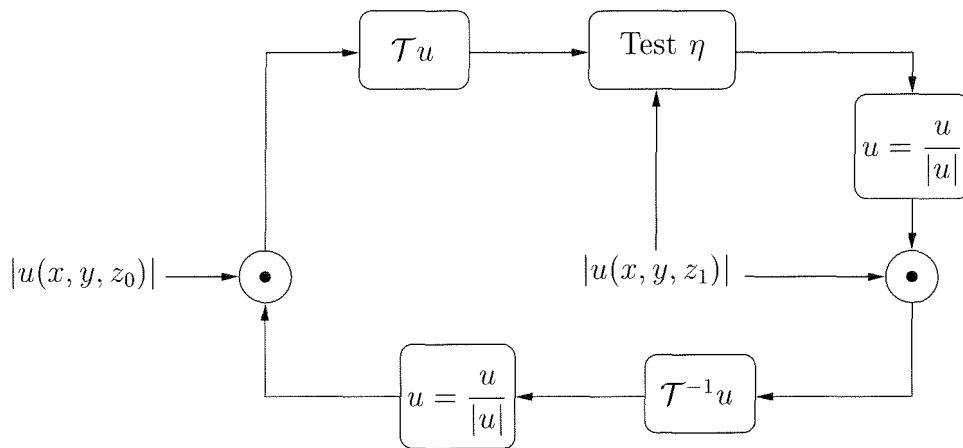 𝒯u
Test η
u = u/|u|
|u(x, y, z₀)|
|u(x, y, z₁)|
u = u/|u|
𝒯⁻¹u